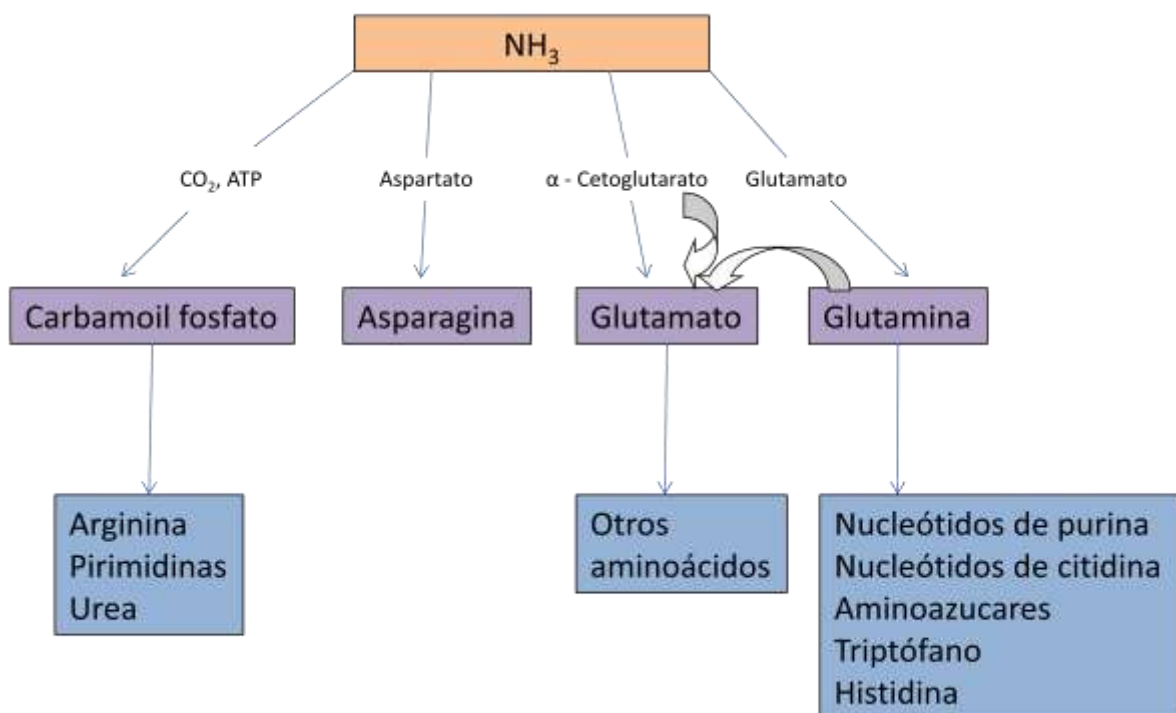 NH₃
CO₂, ATP
Aspartato
α - Cetoglutarato
Glutamato
Carbamoil fosfato
Asparagina
Glutamato
Glutamina
Arginina
Pirimidinas
Urea
Otros
aminoácidos
Nucleótidos de purina
Nucleótidos de citidina
Aminoazucares
Triptófano
Histidina